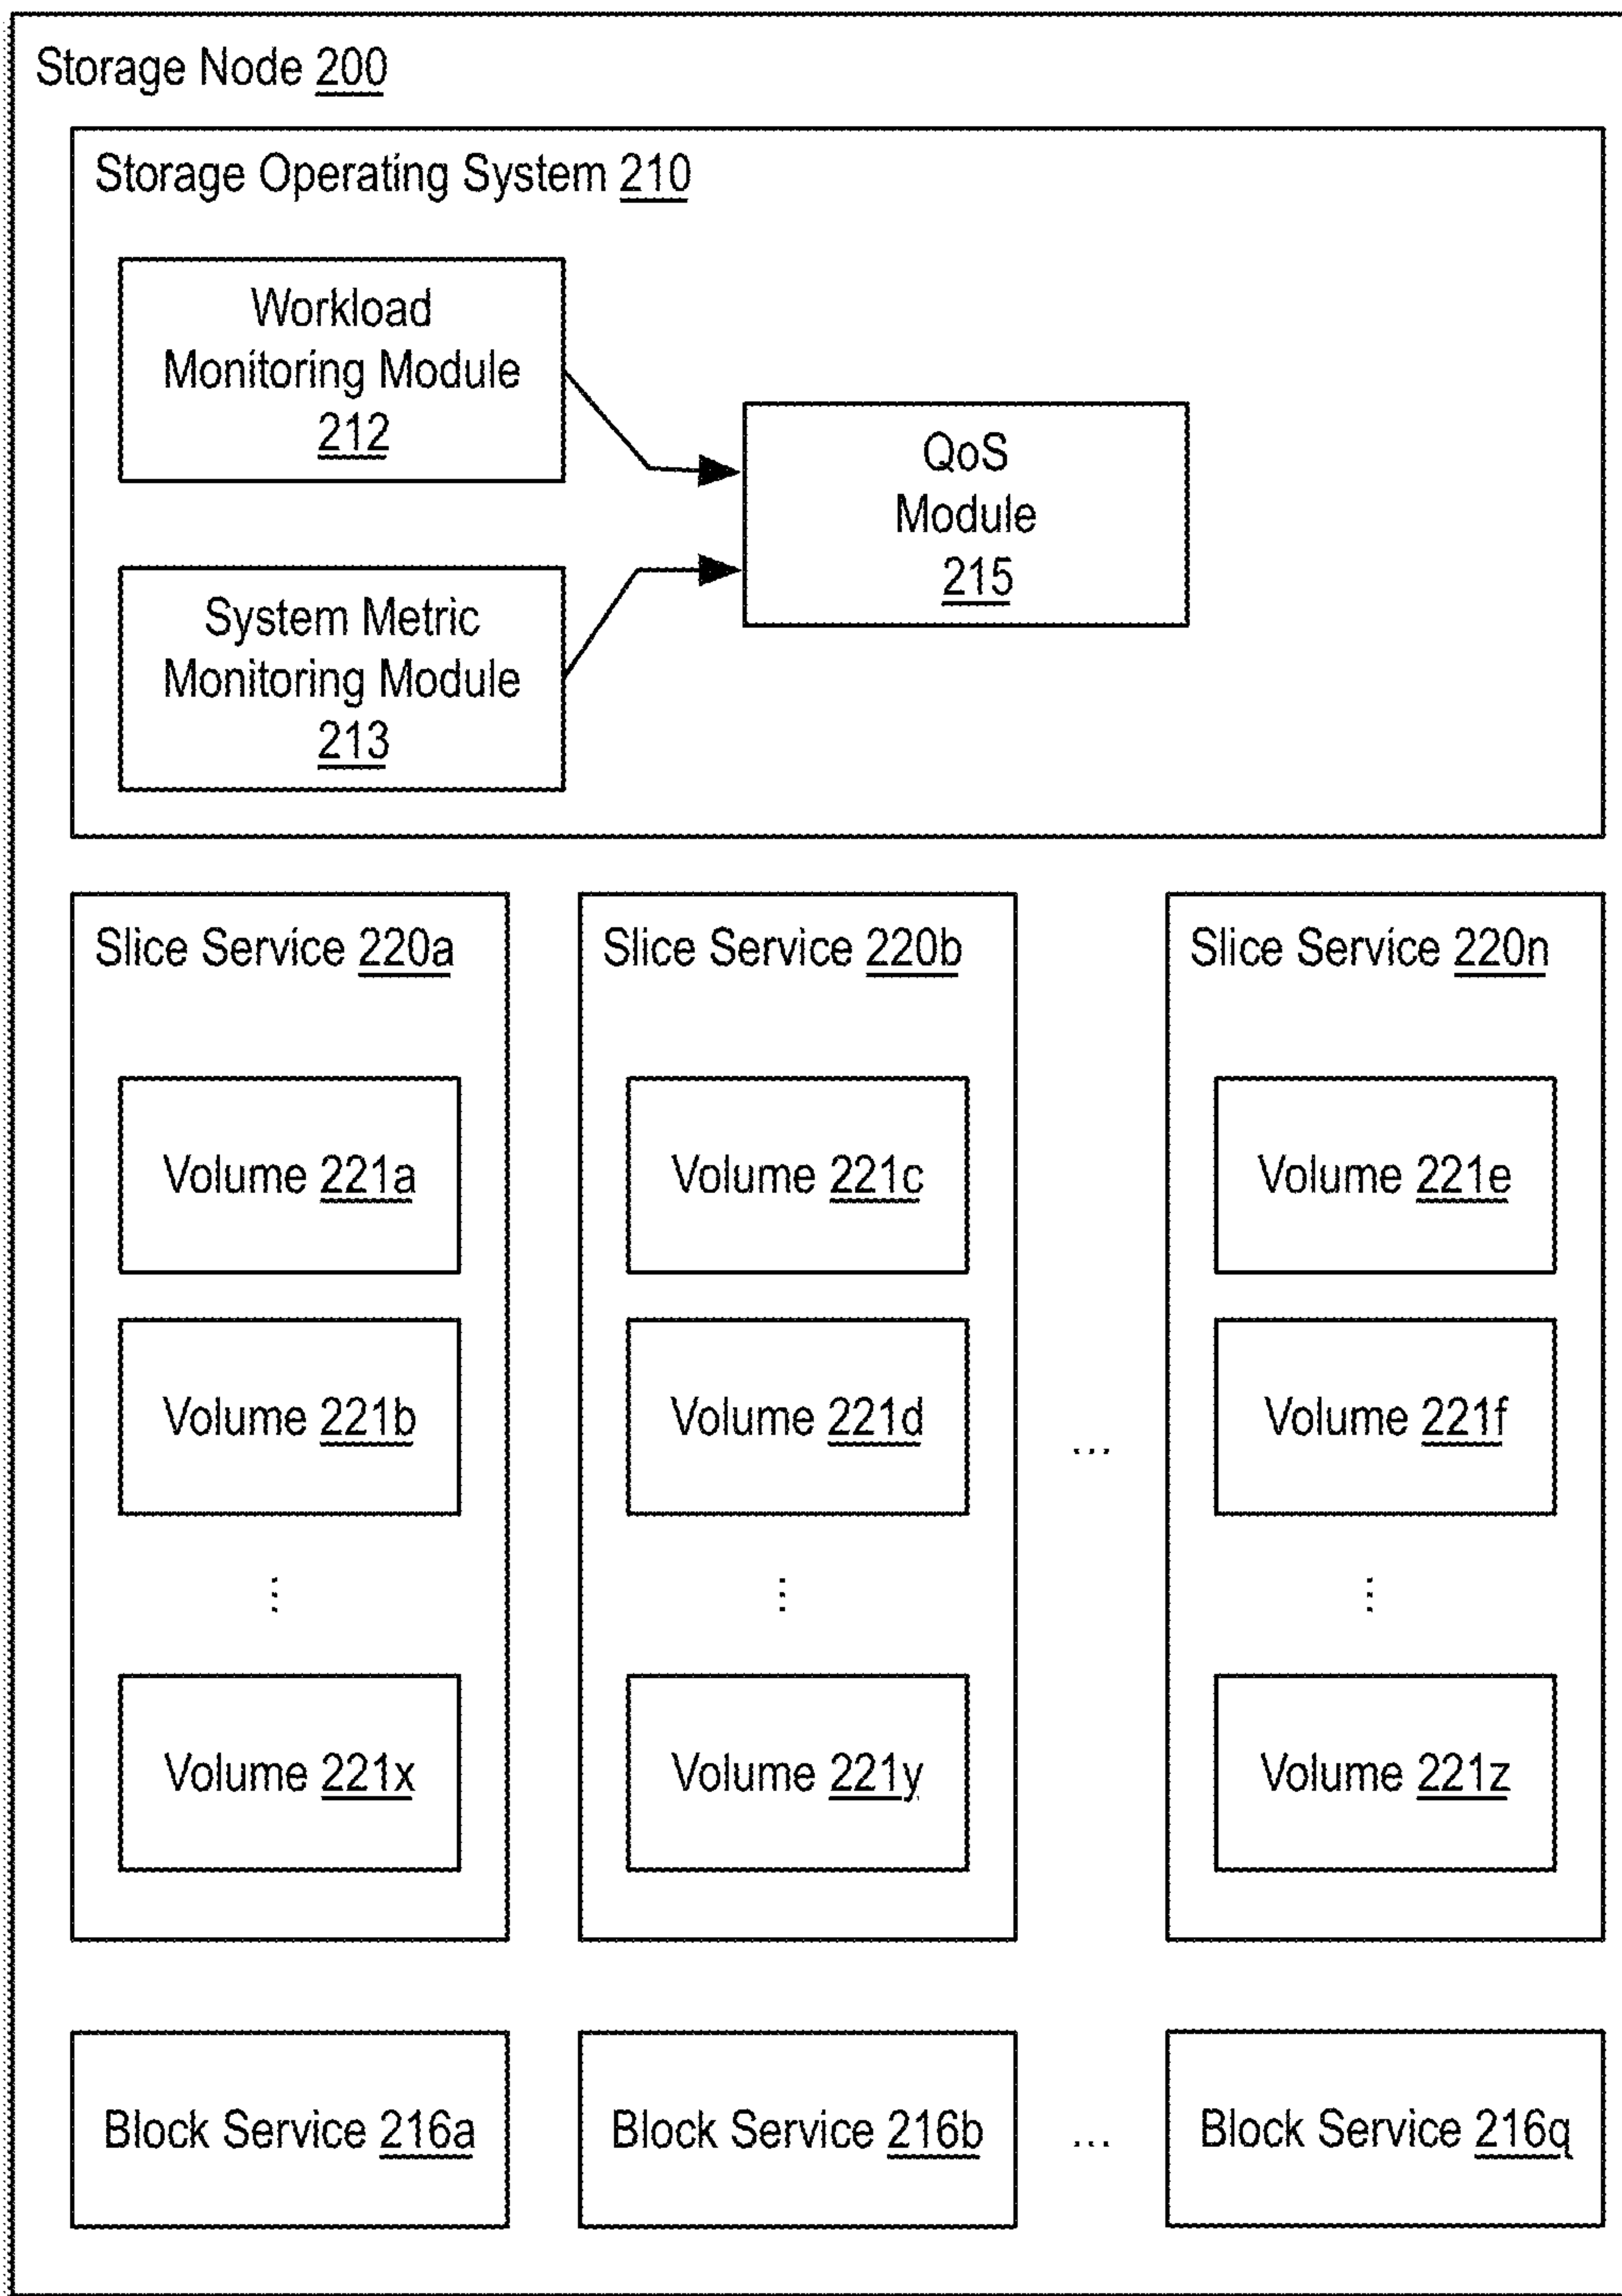 Storage Node 200
Storage Operating System 210
Workload
Monitoring Module
212
QoS
Module
215
System Metric
Monitoring Module
213
Slice Service 220a
Slice Service 220b
Slice Service 220n
Volume 221a
Volume 221c
Volume 221e
Volume 221b
Volume 221d
Volume 221f
...
⋮
⋮
⋮
Volume 221x
Volume 221y
Volume 221z
Block Service 216a
Block Service 216b
...
Block Service 216q